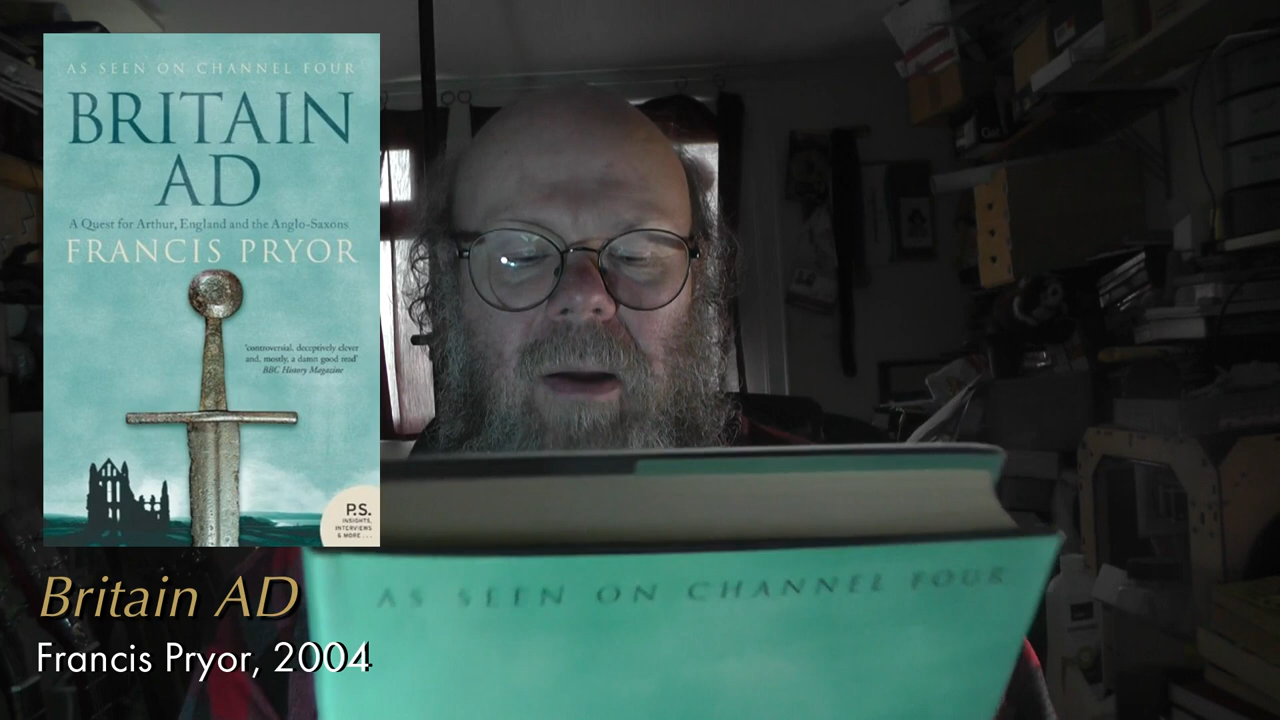 AS SEEN ON CHANNEL FOUR
BRITAIN
AD
A Quest for Arthur, England and the Anglo-Saxons
FRANCIS PRYOR
'controversial, deceptively clever
and, mostly, a damn good read'
BBC History Magazine
P.S.
INSIGHTS,
INTERVIEWS
& MORE ...
Britain AD
Francis Pryor, 2004
AS SEEN ON CHANNEL FOUR
Gat